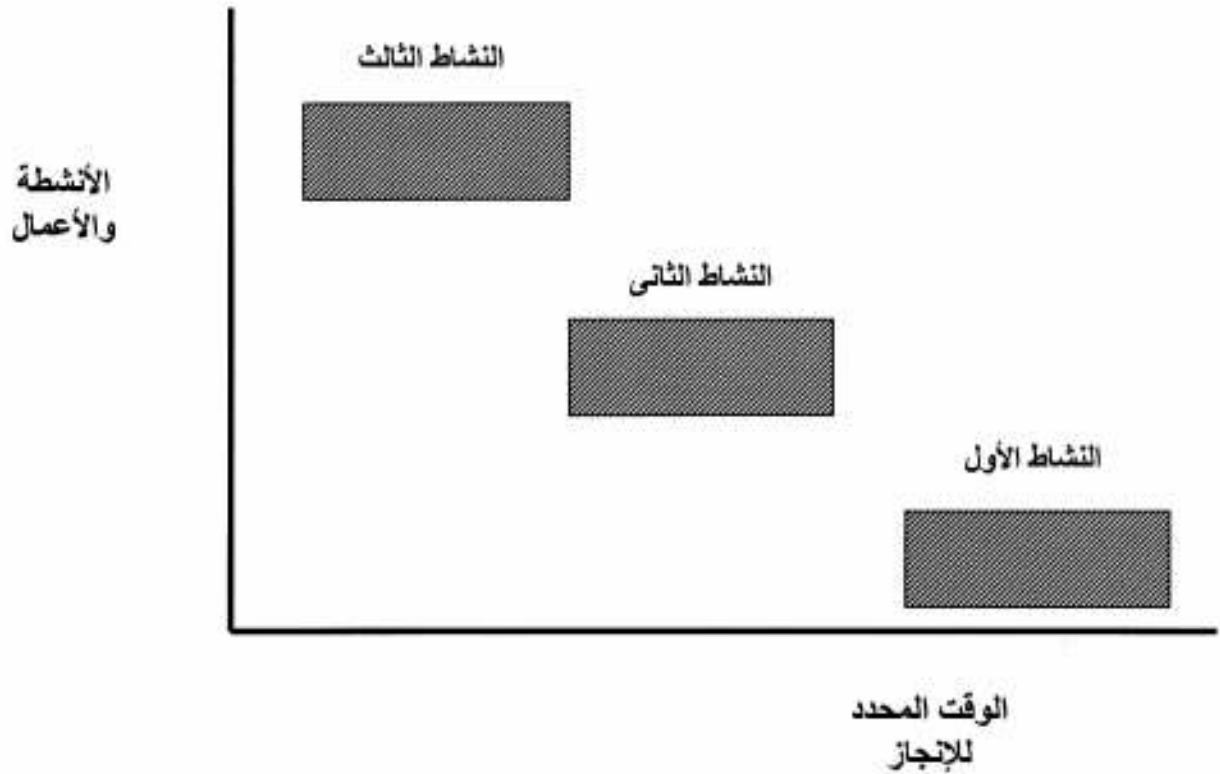 النشاط الثالث
الأنشطة
والأعمال
النشاط الثانى
النشاط الأول
الوقت المحدد
للإنجاز